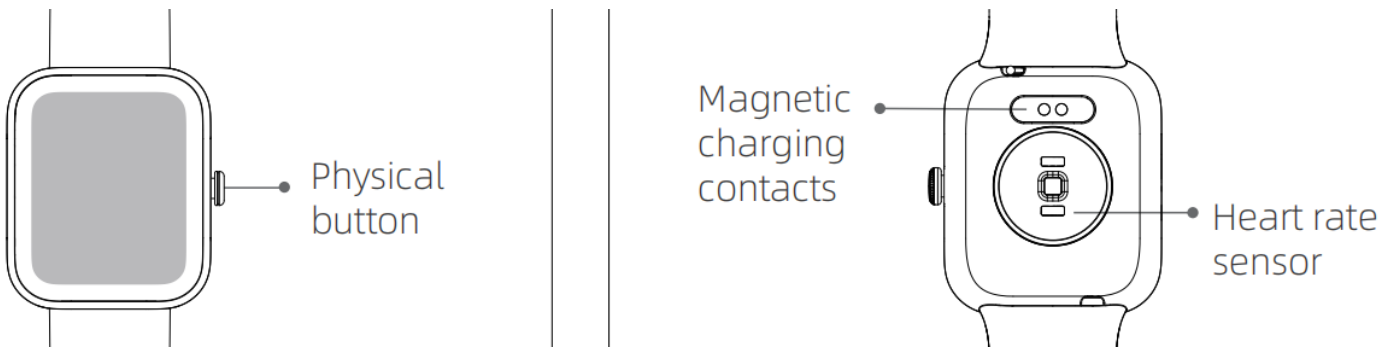 Physical
button
Magnetic
charging
contacts
Heart rate
sensor